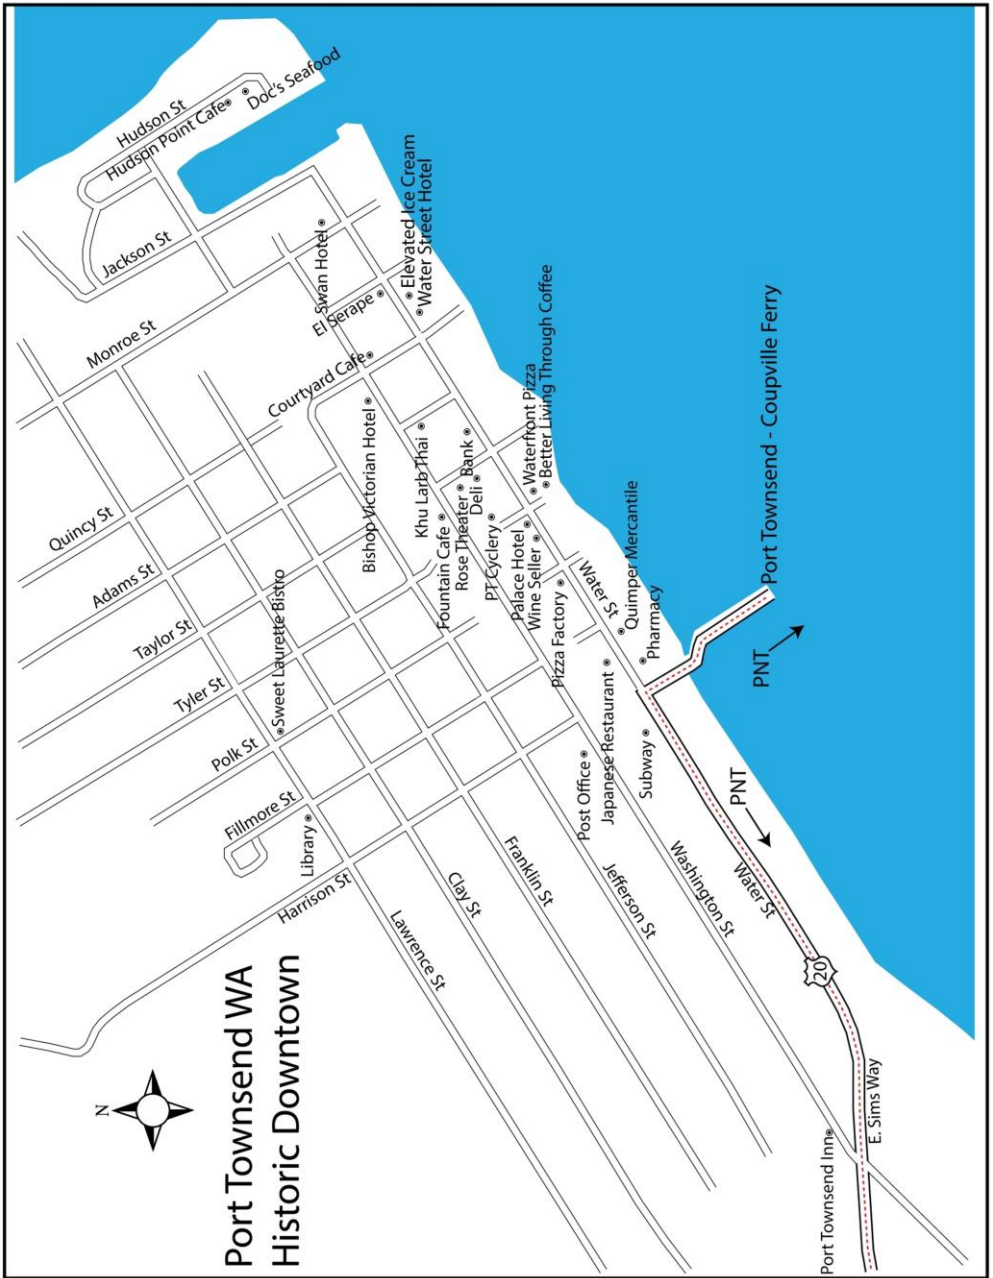 Port Townsend WA
Historic Downtown
N
Hudson St
Hudson Point Cafe
Doc's Seafood
Jackson St
Monroe St
Swan Hotel
El Serape
Elevated Ice Cream
Water Street Hotel
Courtyard Cafe
Quincy St
Adams St
Taylor St
Tyler St
Polk St
Fillmore St
Harrison St
Bishop Victorian Hotel
Khu Larb Thai
Bank
Waterfront Pizza
Better Living Through Coffee
Fountain Cafe
Rose Theater
Deli
PT Cyclery
Palace Hotel
Wine Seller
Pizza Factory
Water St
Quimper Mercantile
Pharmacy
Sweet Laurette Bistro
Library
Japanese Restaurant
Post Office
Subway
Port Townsend - Coupville Ferry
PNT
PNT
Lawrence St
Clay St
Franklin St
Jefferson St
Washington St
Water St
20
E. Sims Way
Port Townsend Inn